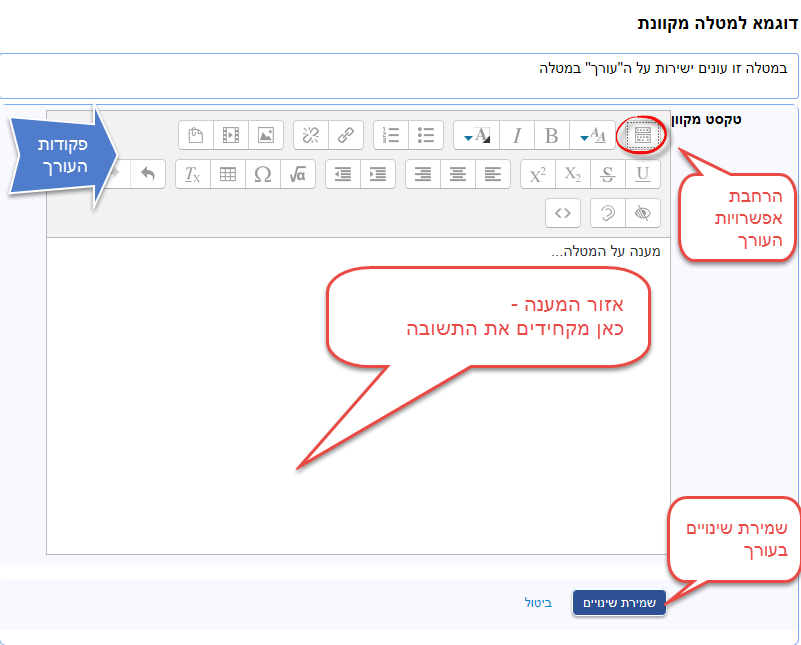 דוגמא למטלה מקוונת
במטלה זו עונים ישירות על ה"עורך" במטלה
טקסט מקוון
פקודות
העורך
הרחבת
אפשרויות
העורך
מענה על המטלה...
אזור המענה -
כאן מקחידים את התשובה
שמירת שינויים
בעורך
שמירת שינויים
ביטול